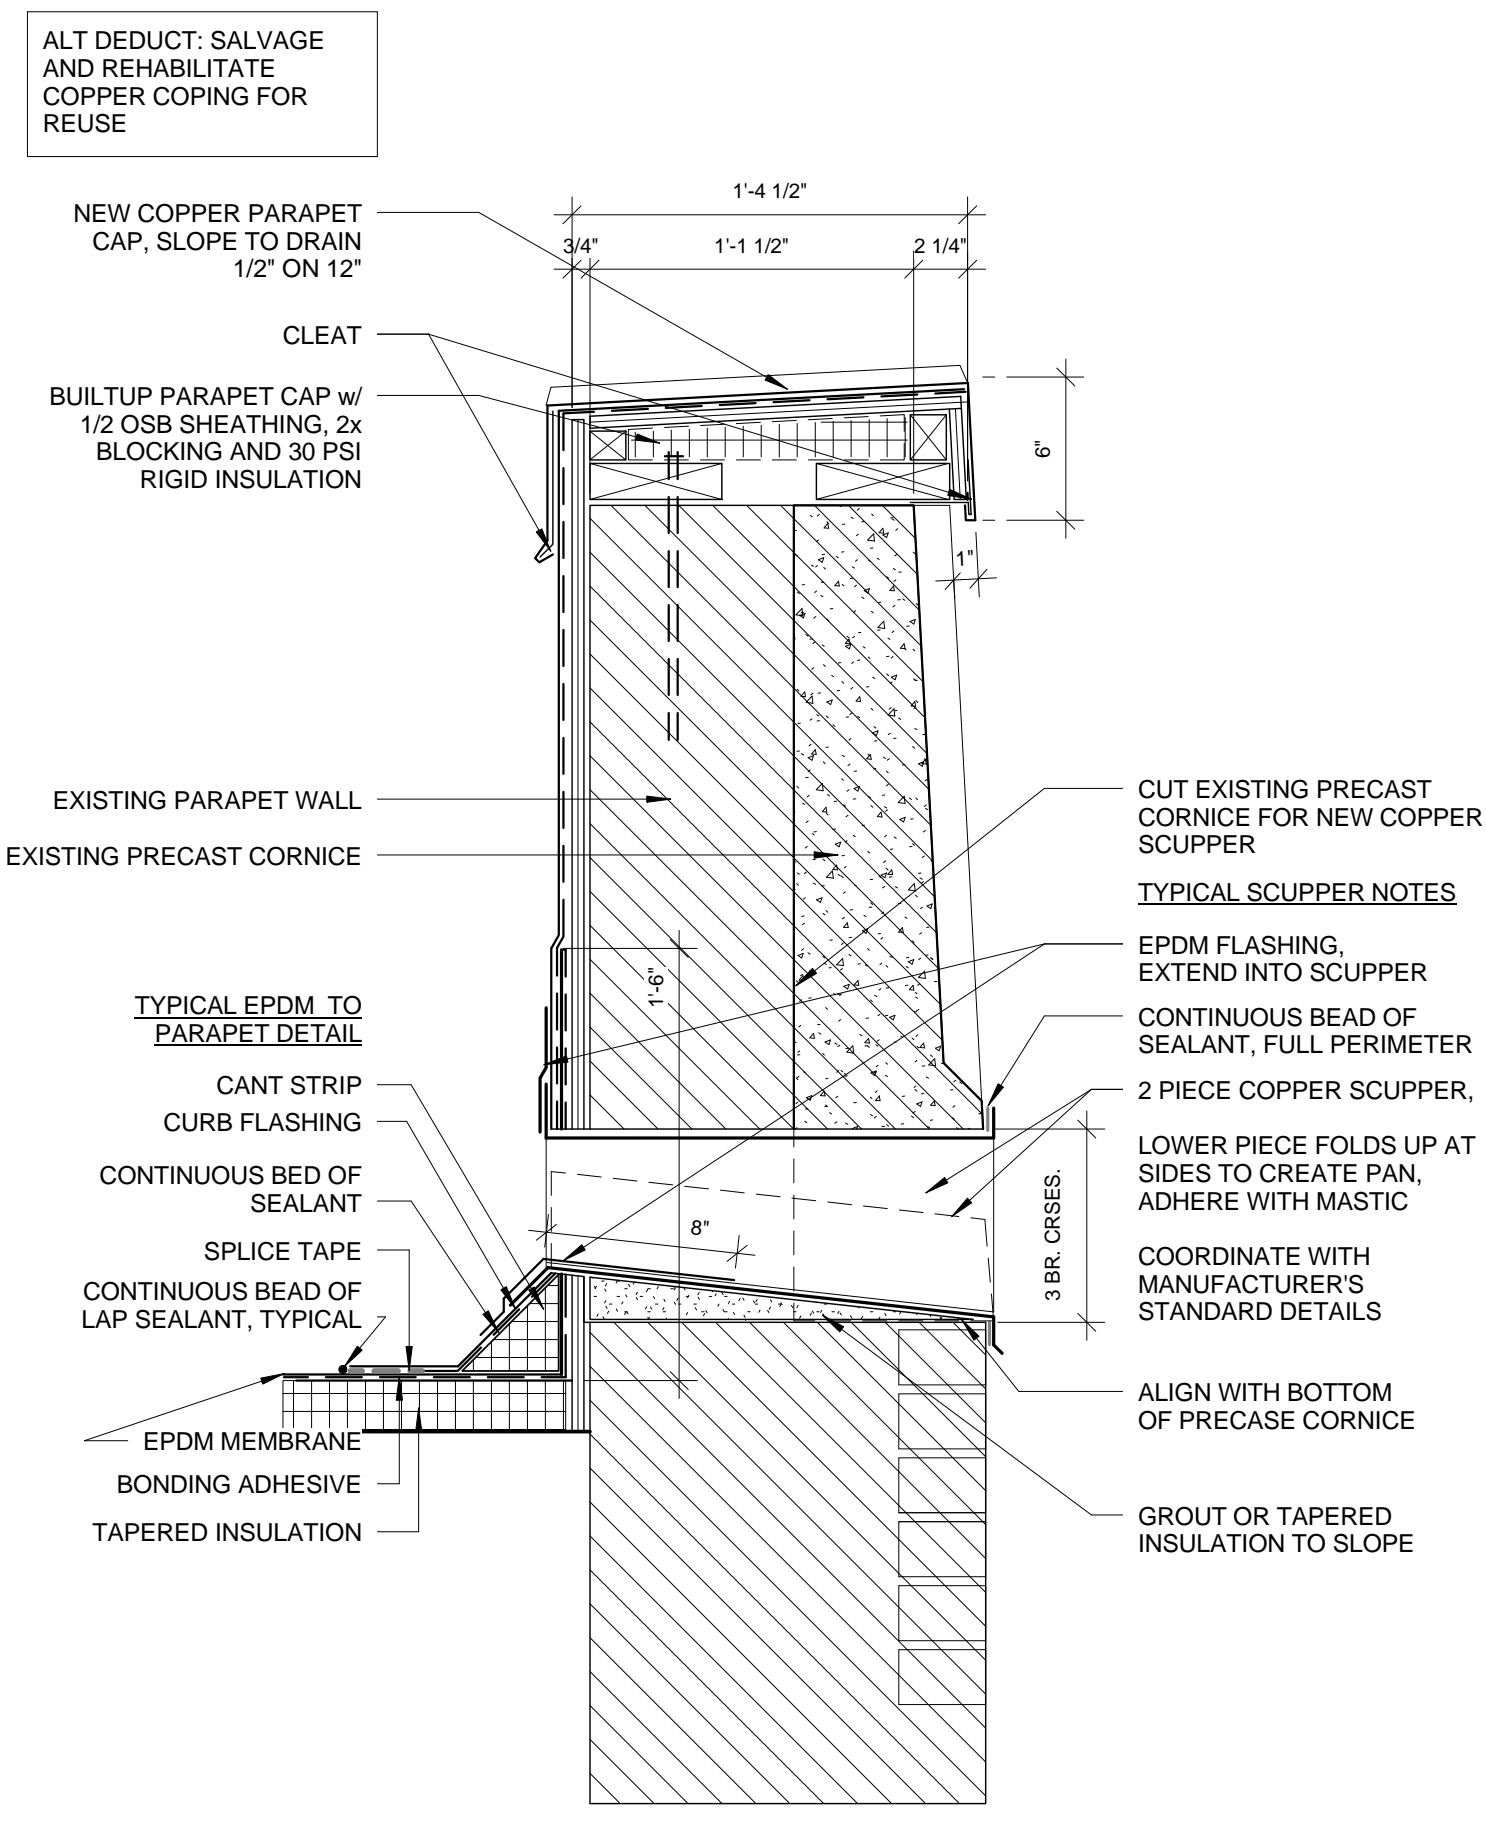 ALT DEDUCT: SALVAGE
AND REHABILITATE
COPPER COPING FOR
REUSE
1'-4 1/2"
3/4"
1'-1 1/2"
2 1/4"
NEW COPPER PARAPET
CAP, SLOPE TO DRAIN
1/2" ON 12"
CLEAT
BUILTUP PARAPET CAP w/
1/2 OSB SHEATHING, 2x
BLOCKING AND 30 PSI
RIGID INSULATION
6"
1"
EXISTING PARAPET WALL
EXISTING PRECAST CORNICE
1'-6"
TYPICAL EPDM TO
PARAPET DETAIL
CANT STRIP
CURB FLASHING
CONTINUOUS BED OF
SEALANT
SPLICE TAPE
CONTINUOUS BEAD OF
LAP SEALANT, TYPICAL
EPDM MEMBRANE
BONDING ADHESIVE
TAPERED INSULATION
8"
3 BR. CRSES.
CUT EXISTING PRECAST
CORNICE FOR NEW COPPER
SCUPPER
TYPICAL SCUPPER NOTES
EPDM FLASHING,
EXTEND INTO SCUPPER
CONTINUOUS BEAD OF
SEALANT, FULL PERIMETER
2 PIECE COPPER SCUPPER,
LOWER PIECE FOLDS UP AT
SIDES TO CREATE PAN,
ADHERE WITH MASTIC
COORDINATE WITH
MANUFACTURER'S
STANDARD DETAILS
ALIGN WITH BOTTOM
OF PRECASE CORNICE
GROUT OR TAPERED
INSULATION TO SLOPE